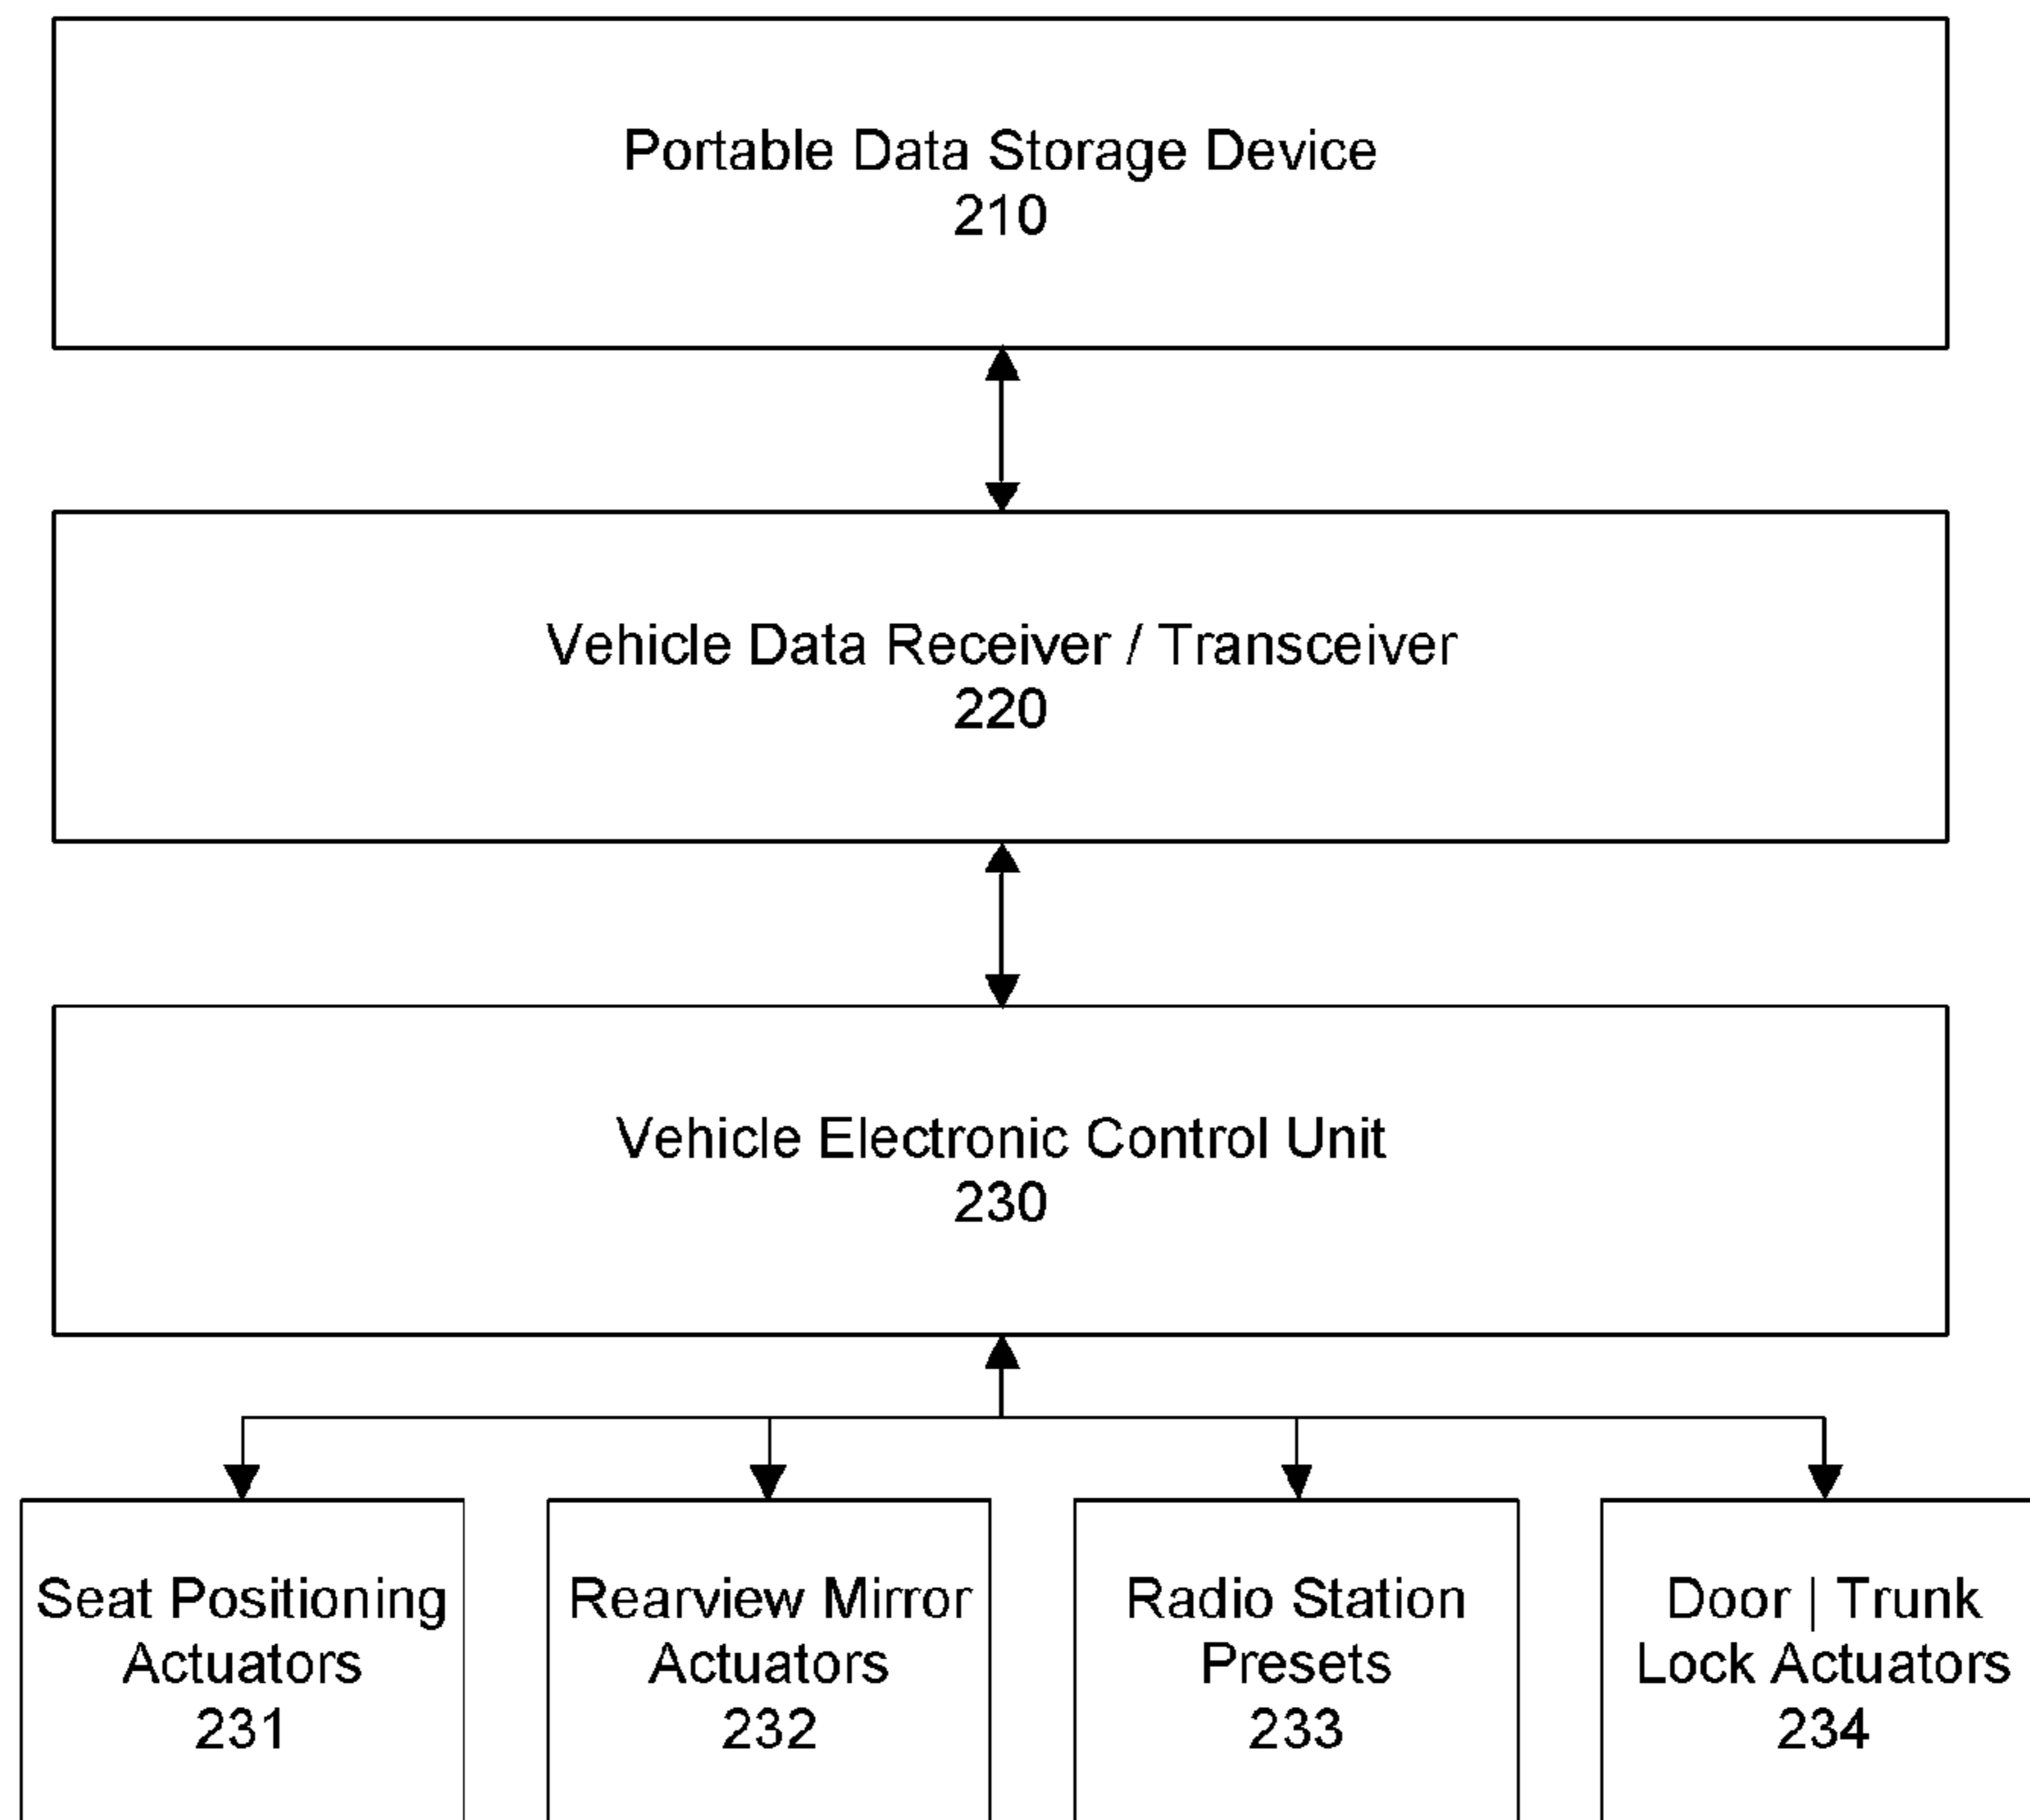 Portable Data Storage Device
210
Vehicle Data Receiver / Transceiver
220
Vehicle Electronic Control Unit
230
Seat Positioning
Actuators
231
Rearview Mirror
Actuators
232
Radio Station
Presets
233
Door | Trunk
Lock Actuators
234